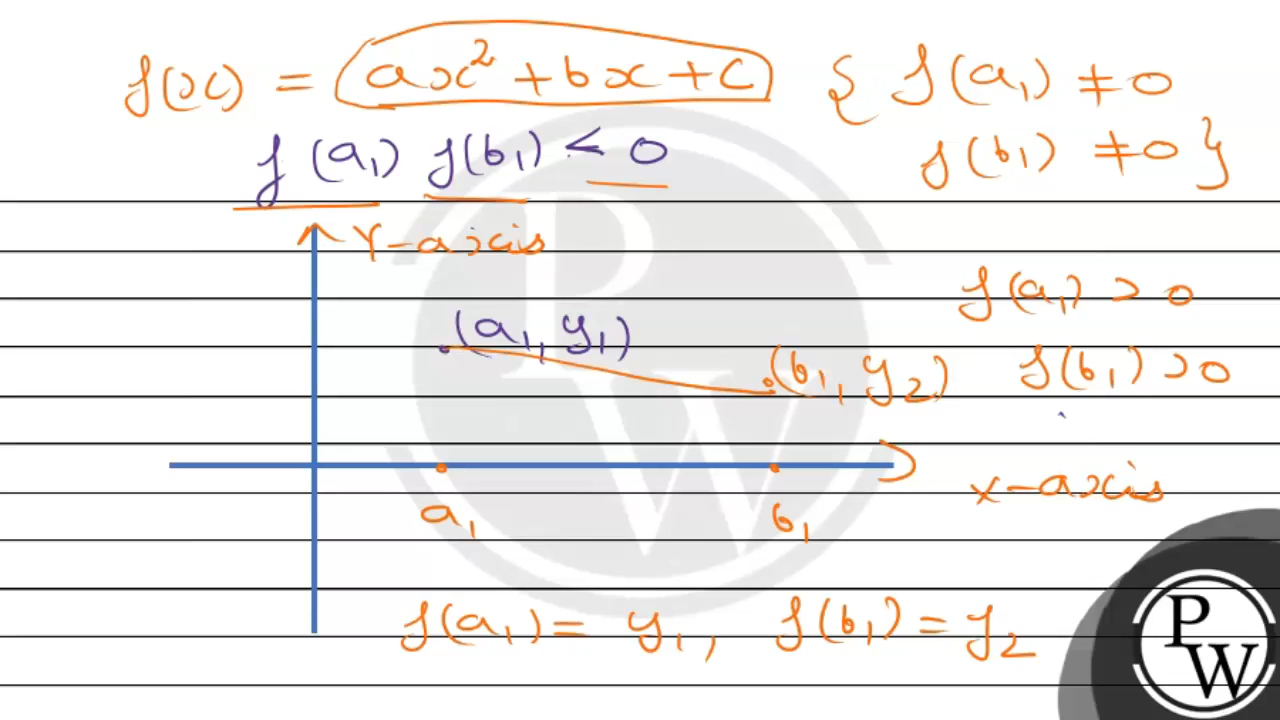 f(x) = ax² + bx + c { f(a₁) ≠ 0
f(a₁) f(b₁) < 0 f(b₁) ≠ 0 }
Y-axis
f(a₁) > 0
(a₁, y₁)
(b₁, y₂) f(b₁) > 0
x-axis
a₁ b₁
f(a₁) = y₁, f(b₁) = y₂
PW
PW